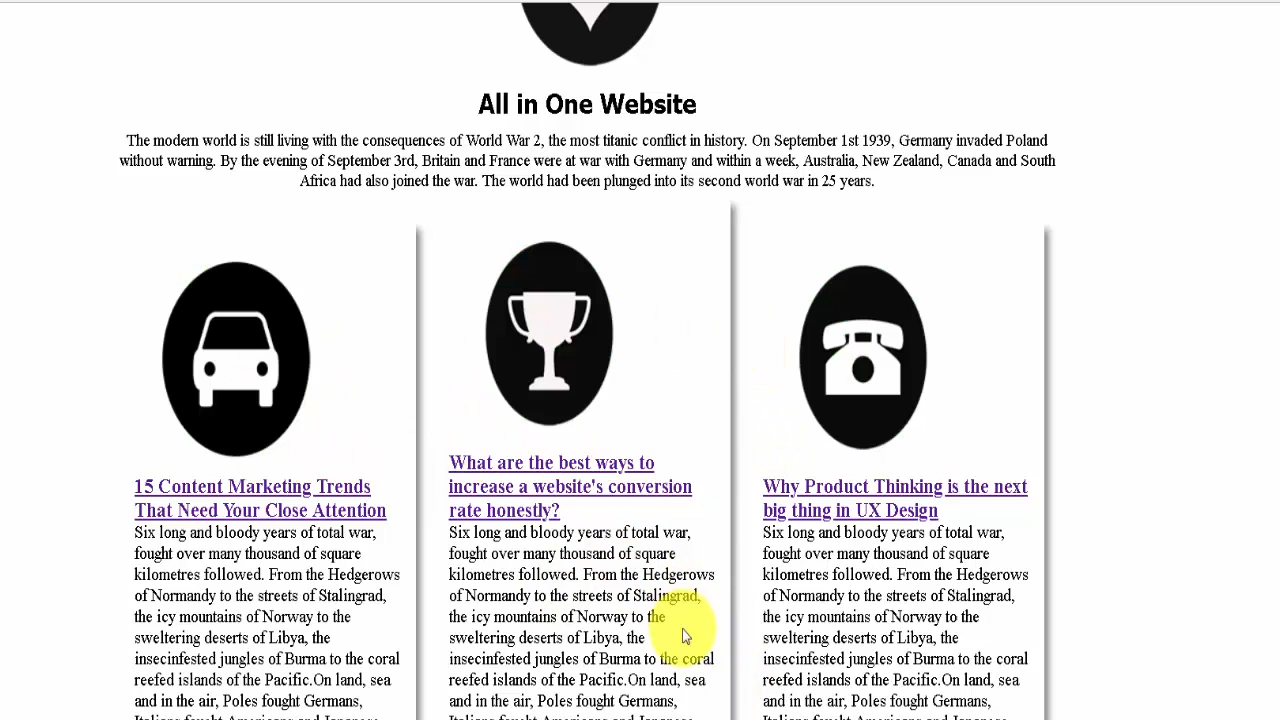 All in One Website
The modern world is still living with the consequences of World War 2, the most titanic conflict in history. On September 1st 1939, Germany invaded Poland
without warning. By the evening of September 3rd, Britain and France were at war with Germany and within a week, Australia, New Zealand, Canada and South
Africa had also joined the war. The world had been plunged into its second world war in 25 years.
15 Content Marketing Trends
That Need Your Close Attention
Six long and bloody years of total war,
fought over many thousand of square
kilometres followed. From the Hedgerows
of Normandy to the streets of Stalingrad,
the icy mountains of Norway to the
sweltering deserts of Libya, the
insecinfested jungles of Burma to the coral
reefed islands of the Pacific.On land, sea
and in the air, Poles fought Germans,
Italians fought Americans and Japanese
What are the best ways to
increase a website's conversion
rate honestly?
Six long and bloody years of total war,
fought over many thousand of square
kilometres followed. From the Hedgerows
of Normandy to the streets of Stalingrad,
the icy mountains of Norway to the
sweltering deserts of Libya, the
insecinfested jungles of Burma to the coral
reefed islands of the Pacific.On land, sea
and in the air, Poles fought Germans,
Italians fought Americans and Japanese
Why Product Thinking is the next
big thing in UX Design
Six long and bloody years of total war,
fought over many thousand of square
kilometres followed. From the Hedgerows
of Normandy to the streets of Stalingrad,
the icy mountains of Norway to the
sweltering deserts of Libya, the
insecinfested jungles of Burma to the coral
reefed islands of the Pacific.On land, sea
and in the air, Poles fought Germans,
Italians fought Americans and Japanese